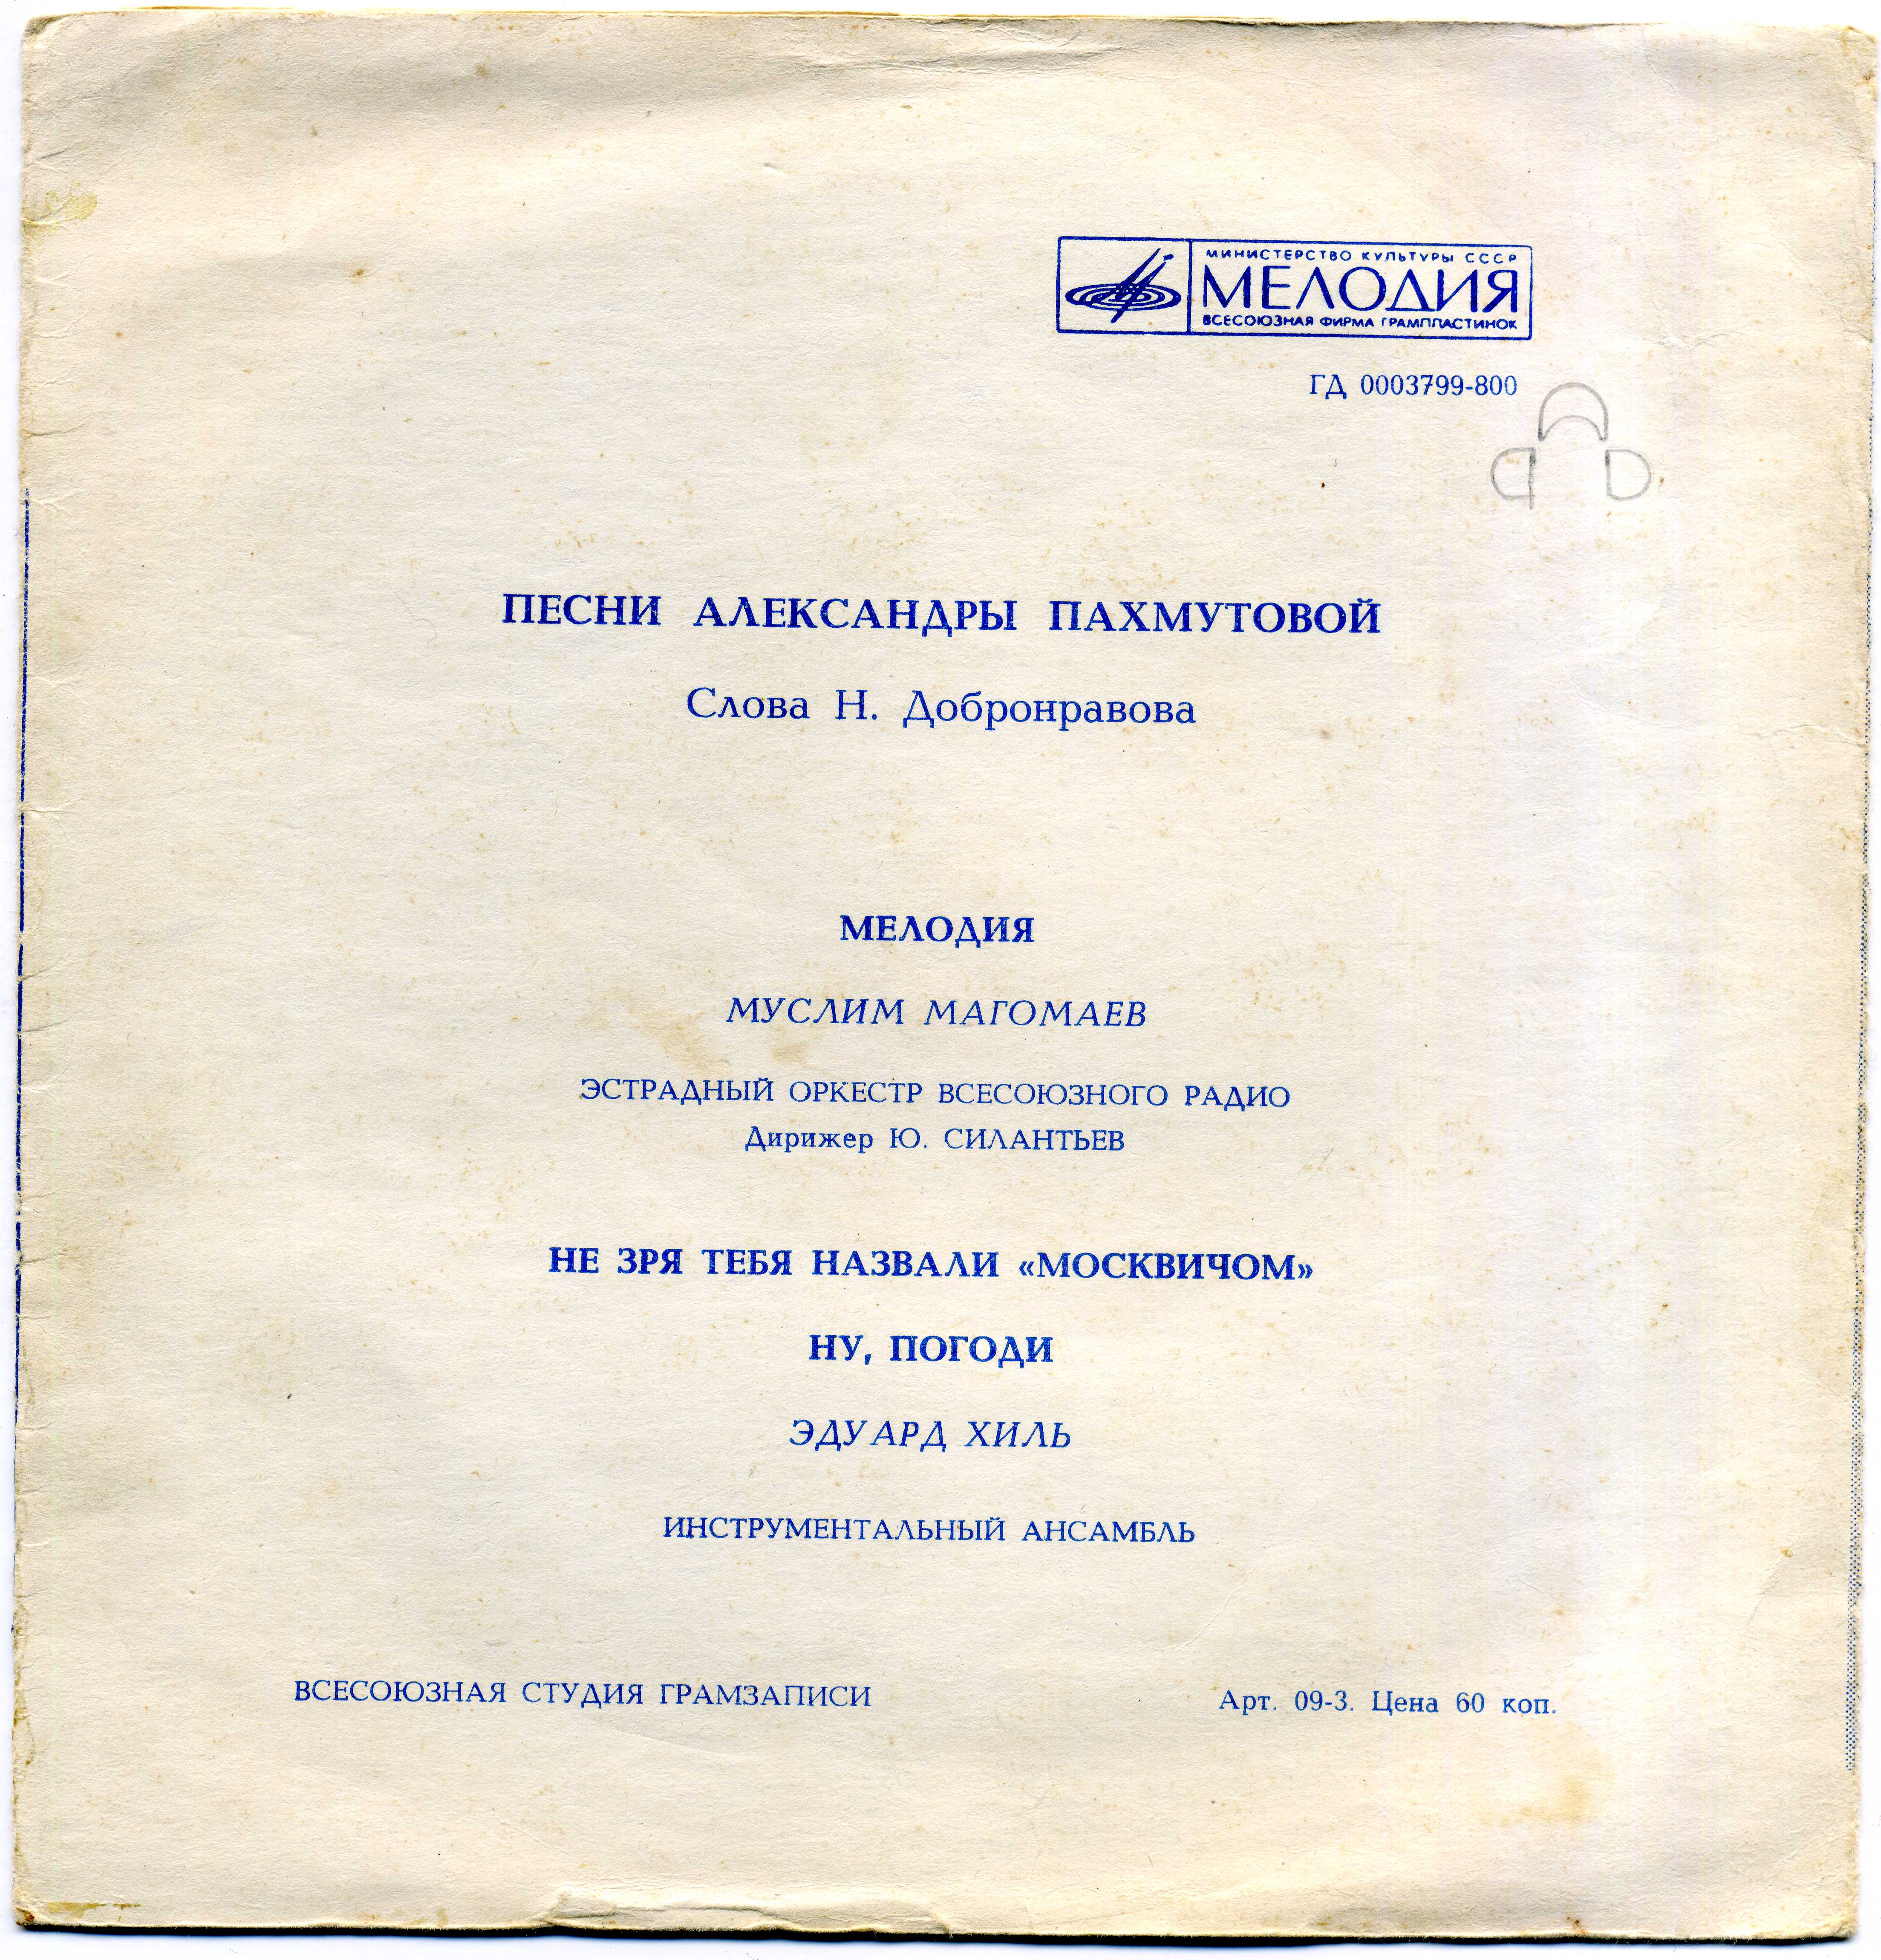 МИНИСТЕРСТВО КУЛЬТУРЫ СССР
МЕЛОДИЯ
ВСЕСОЮЗНАЯ ФИРМА ГРАМПЛАСТИНОК
ГД 0003799-800
ПЕСНИ АЛЕКСАНДРЫ ПАХМУТОВОЙ
Слова Н. Добронравова
МЕЛОДИЯ
МУСЛИМ МАГОМАЕВ
ЭСТРАДНЫЙ ОРКЕСТР ВСЕСОЮЗНОГО РАДИО
Дирижер Ю. СИЛАНТЬЕВ
НЕ ЗРЯ ТЕБЯ НАЗВАЛИ «МОСКВИЧОМ»
НУ, ПОГОДИ
ЭДУАРД ХИЛЬ
ИНСТРУМЕНТАЛЬНЫЙ АНСАМБЛЬ
ВСЕСОЮЗНАЯ СТУДИЯ ГРАМЗАПИСИ
Арт. 09-3. Цена 60 коп.